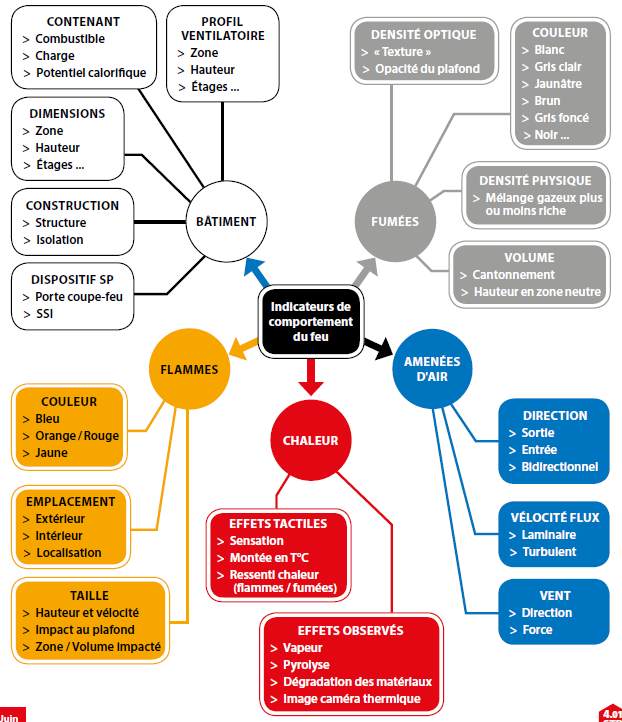 CONTENANT
> Combustible
> Charge
> Potentiel calorifique
PROFIL
VENTILATOIRE
> Zone
> Hauteur
> Étages ...
DIMENSIONS
> Zone
> Hauteur
> Étages ...
CONSTRUCTION
> Structure
> Isolation
DISPOSITIF SP
> Porte coupe-feu
> SSI
BÂTIMENT
DENSITÉ OPTIQUE
> « Texture »
> Opacité du plafond
COULEUR
> Blanc
> Gris clair
> Jaunâtre
> Brun
> Gris foncé
> Noir ...
DENSITÉ PHYSIQUE
> Mélange gazeux plus
ou moins riche
VOLUME
> Cantonnement
> Hauteur en zone neutre
FUMÉES
Indicateurs de
comportement
du feu
FLAMMES
COULEUR
> Bleu
> Orange / Rouge
> Jaune
EMPLACEMENT
> Extérieur
> Intérieur
> Localisation
TAILLE
> Hauteur et vélocité
> Impact au plafond
> Zone / Volume impacté
CHALEUR
EFFETS TACTILES
> Sensation
> Montée en T°C
> Ressenti chaleur
(flammes / fumées)
EFFETS OBSERVÉS
> Vapeur
> Pyrolyse
> Dégradation des matériaux
> Image caméra thermique
AMENÉES
D'AIR
DIRECTION
> Sortie
> Entrée
> Bidirectionnel
VÉLOCITÉ FLUX
> Laminaire
> Turbulent
VENT
> Direction
> Force
Juin
4.01